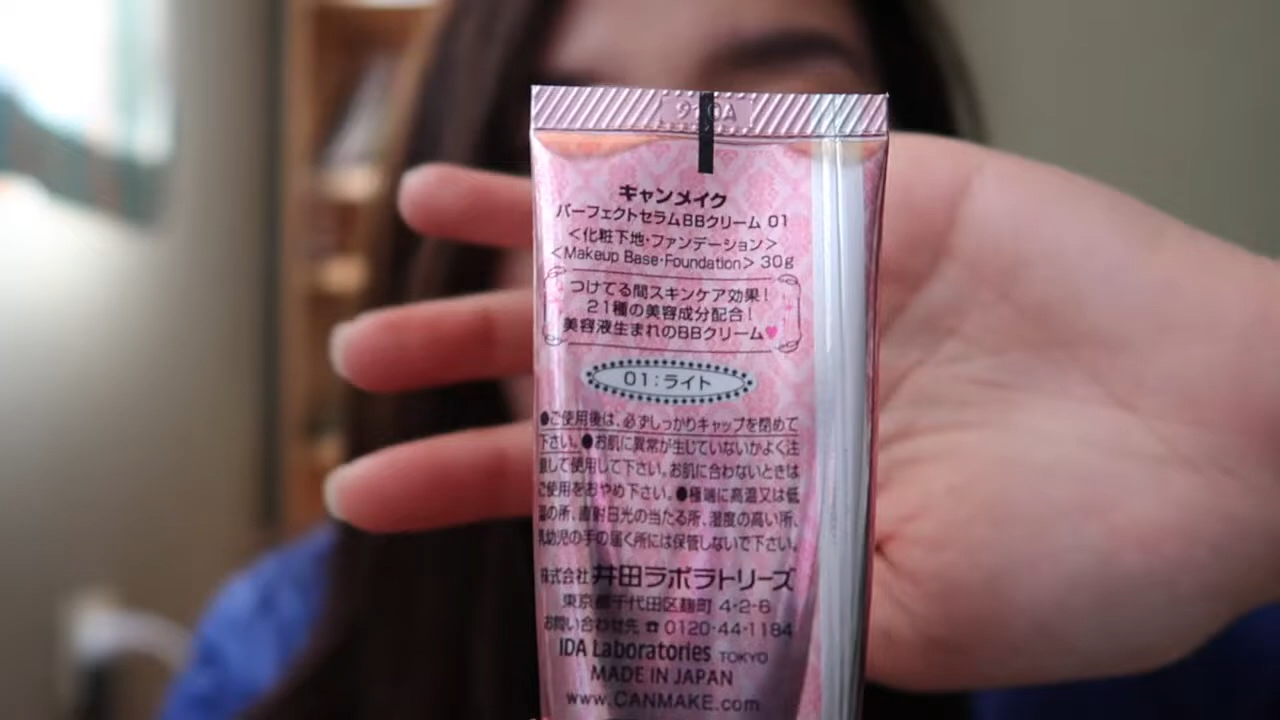 910A
キャンメイク
パーフェクトセラムBBクリーム 01
＜化粧下地･ファンデーション＞
＜Makeup Base･Foundation＞ 30g
つけてる間スキンケア効果!
21種の美容成分配合!
美容液生まれのBBクリーム♥
01:ライト
●ご使用後は、必ずしっかりキャップを閉めて
下さい。●お肌に異常が生じていないかよく注
意して使用して下さい。お肌に合わないときは
ご使用をおやめ下さい。●極端に高温又は低
温の所、直射日光の当たる所、湿度の高い所、
乳幼児の手の届く所には保管しないで下さい。
株式会社 井田ラボラトリーズ
東京都千代田区麹町 4-2-6
お問い合わせ先 ☎ 0120-44-1184
IDA Laboratories TOKYO
MADE IN JAPAN
www.CANMAKE.com